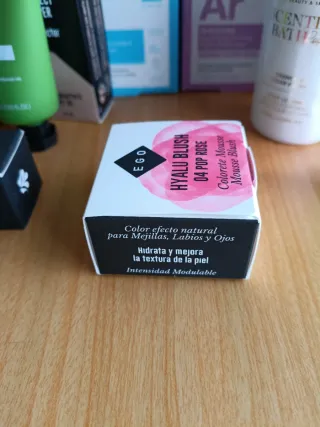 EGO
HYALU BLUSH
04 POP ROSE
Colorete Mousse
Mousse Blush
Color efecto natural
para Mejillas, Labios y Ojos
Hidrata y mejora
la textura de la piel
Intensidad Modulable